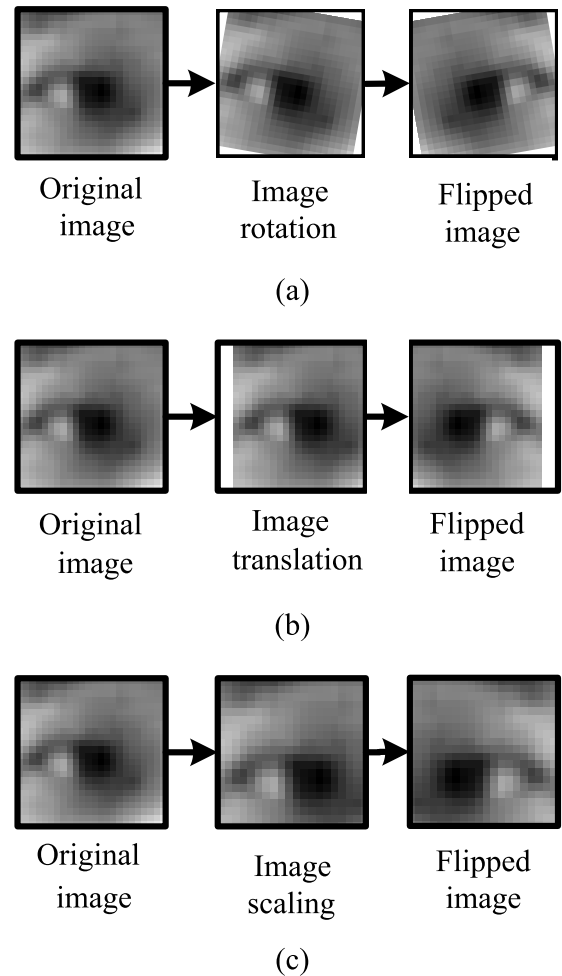 Original
image
Image
rotation
Flipped
image
(a)
Original
image
Image
translation
Flipped
image
(b)
Original
image
Image
scaling
Flipped
image
(c)